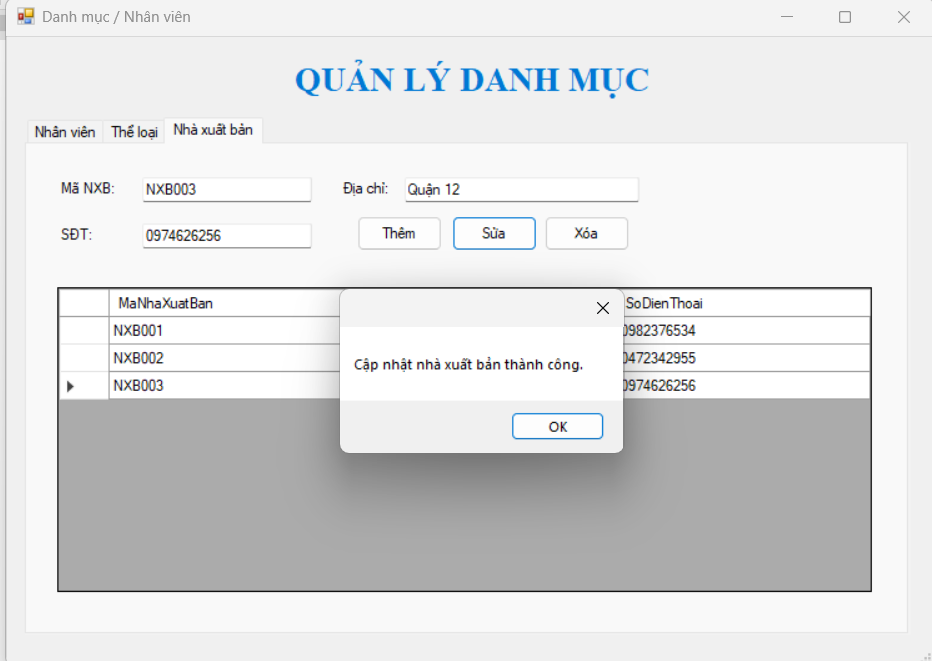 Danh mục / Nhân viên
QUẢN LÝ DANH MỤC
Nhân viên Thể loại Nhà xuất bản
Mã NXB: NXB003 Địa chỉ: Quận 12
SĐT: 0974626256 Thêm Sửa Xóa
MaNhaXuatBan SoDienThoai
NXB001 0982376534
NXB002 0472342955
NXB003 0974626256
Cập nhật nhà xuất bản thành công.
OK